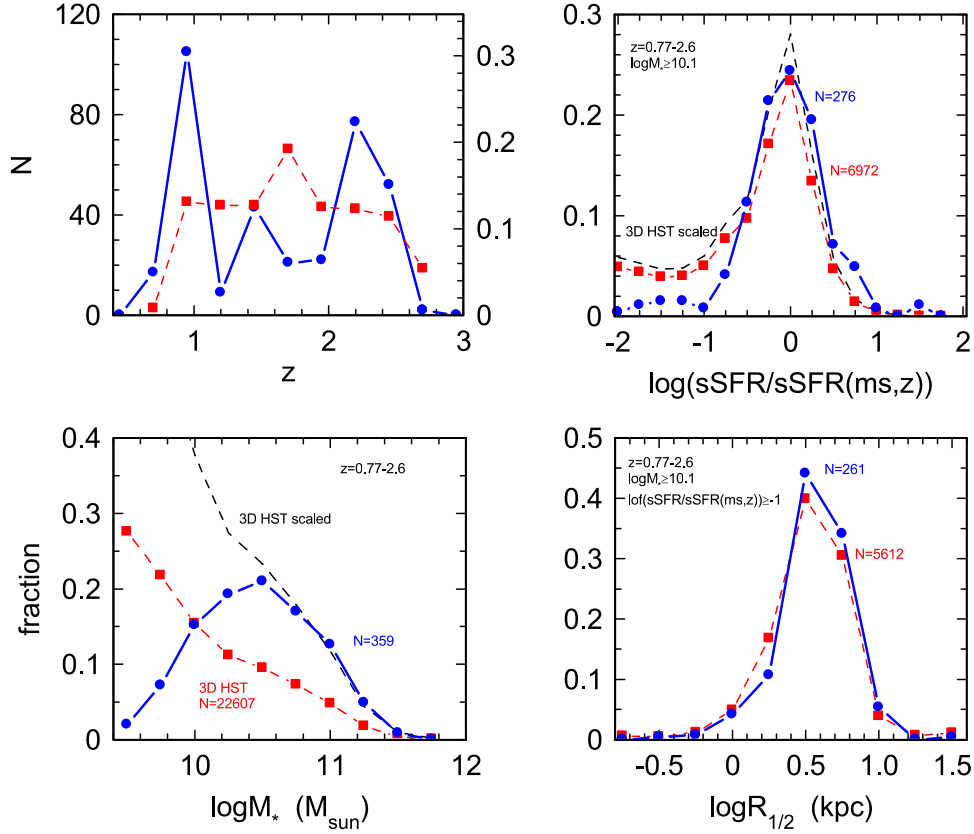 120
80
40
0
N
0.3
0.2
0.1
0
1
2
3
z
0.3
0.2
0.1
0
z=0.77-2.6
logM*≥10.1
N=276
N=6972
3D HST scaled
-2
-1
0
1
2
log(sSFR/sSFR(ms,z))
0.4
0.3
0.2
0.1
0
fraction
z=0.77-2.6
3D HST scaled
N=359
3D HST
N=22607
10
11
12
logM* (Msun)
0.5
0.4
0.3
0.2
0.1
0
z=0.77-2.6
logM*≥10.1
lof(sSFR/sSFR(ms,z))≥-1
N=261
N=5612
-0.5
0
0.5
1.0
1.5
logR1/2 (kpc)